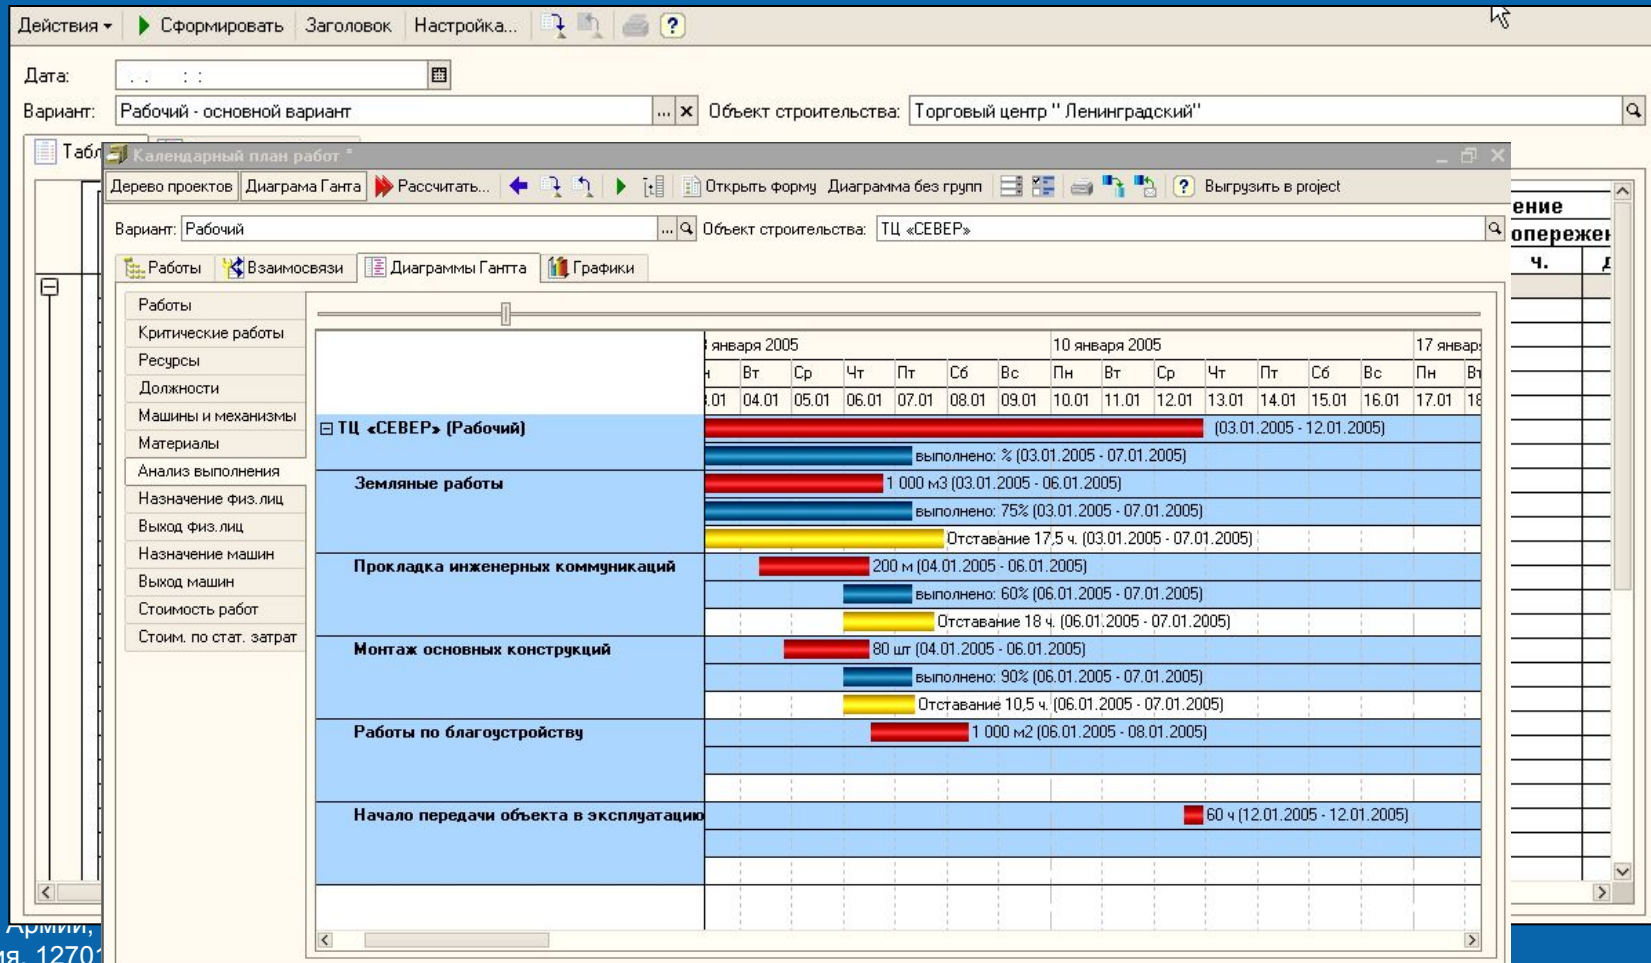 Действия Сформировать Заголовок Настройка...
Дата: . . : :
Вариант: Рабочий - основной вариант ... Объект строительства: Торговый центр " Ленинградский"
Календарный план работ *
Дерево проектов Диаграма Ганта Рассчитать... Открыть форму Диаграмма без групп Выгрузить в project
Вариант: Рабочий ... Объект строительства: ТЦ «СЕВЕР»
Работы Взаимосвязи Диаграммы Гантта Графики
ение
опережен
ч.
Работы
Критические работы
Ресурсы
Должности
Машины и механизмы
Материалы
Анализ выполнения
Назначение физ.лиц
Выход физ.лиц
Назначение машин
Выход машин
Стоимость работ
Стоим. по стат. затрат
января 2005 10 января 2005 17 январ
Вт Ср Чт Пт Сб Вс Пн Вт Ср Чт Пт Сб Вс Пн Вт
.01 04.01 05.01 06.01 07.01 08.01 09.01 10.01 11.01 12.01 13.01 14.01 15.01 16.01 17.01 18
ТЦ «СЕВЕР» (Рабочий) (03.01.2005 - 12.01.2005)
выполнено: % (03.01.2005 - 07.01.2005)
Земляные работы 1 000 м3 (03.01.2005 - 06.01.2005)
выполнено: 75% (03.01.2005 - 07.01.2005)
Отставание 17,5 ч. (03.01.2005 - 07.01.2005)
Прокладка инженерных коммуникаций 200 м (04.01.2005 - 06.01.2005)
выполнено: 60% (06.01.2005 - 07.01.2005)
Отставание 18 ч. (06.01.2005 - 07.01.2005)
Монтаж основных конструкций 80 шт (04.01.2005 - 06.01.2005)
выполнено: 90% (06.01.2005 - 07.01.2005)
Отставание 10,5 ч. (06.01.2005 - 07.01.2005)
Работы по благоустройству 1 000 м2 (06.01.2005 - 08.01.2005)
Начало передачи объекта в эксплуатацию 60 ч (12.01.2005 - 12.01.2005)
Армии,
ия, 12701